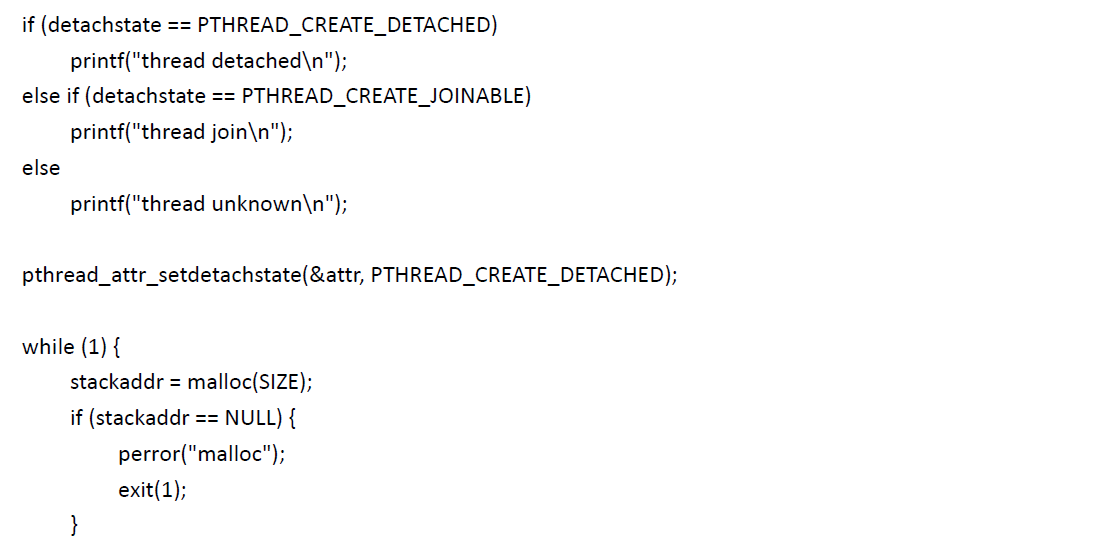 if (detachstate == PTHREAD_CREATE_DETACHED)
printf("thread detached\n");
else if (detachstate == PTHREAD_CREATE_JOINABLE)
printf("thread join\n");
else
printf("thread unknown\n");
pthread_attr_setdetachstate(&attr, PTHREAD_CREATE_DETACHED);
while (1) {
stackaddr = malloc(SIZE);
if (stackaddr == NULL) {
perror("malloc");
exit(1);
}